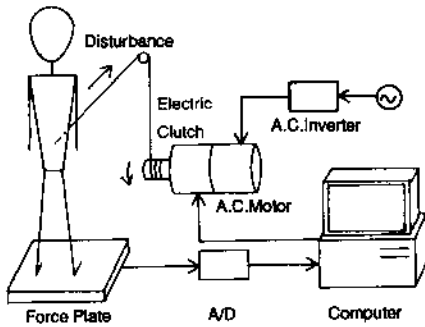 Disturbance
Electric
Clutch
A.C.Inverter
A.C.Motor
Force Plate
A/D
Computer